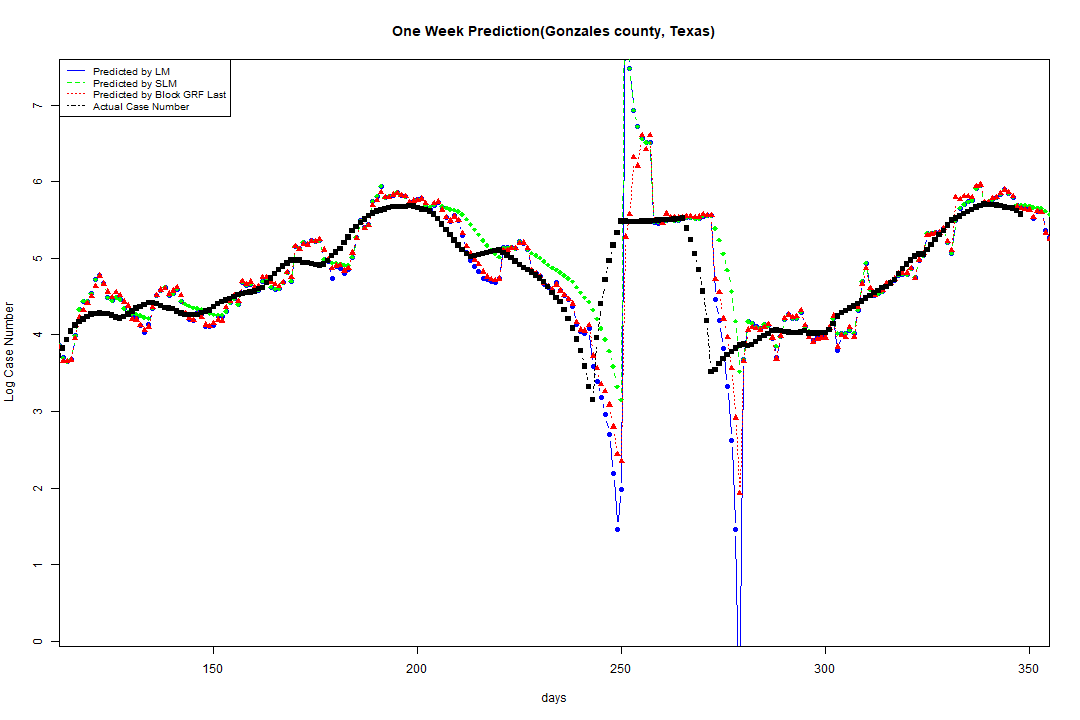 One Week Prediction(Gonzales county, Texas)
Predicted by LM
Predicted by SLM
Predicted by Block GRF Last
Actual Case Number
Log Case Number
7
6
5
4
3
2
1
0
150
200
250
300
350
days